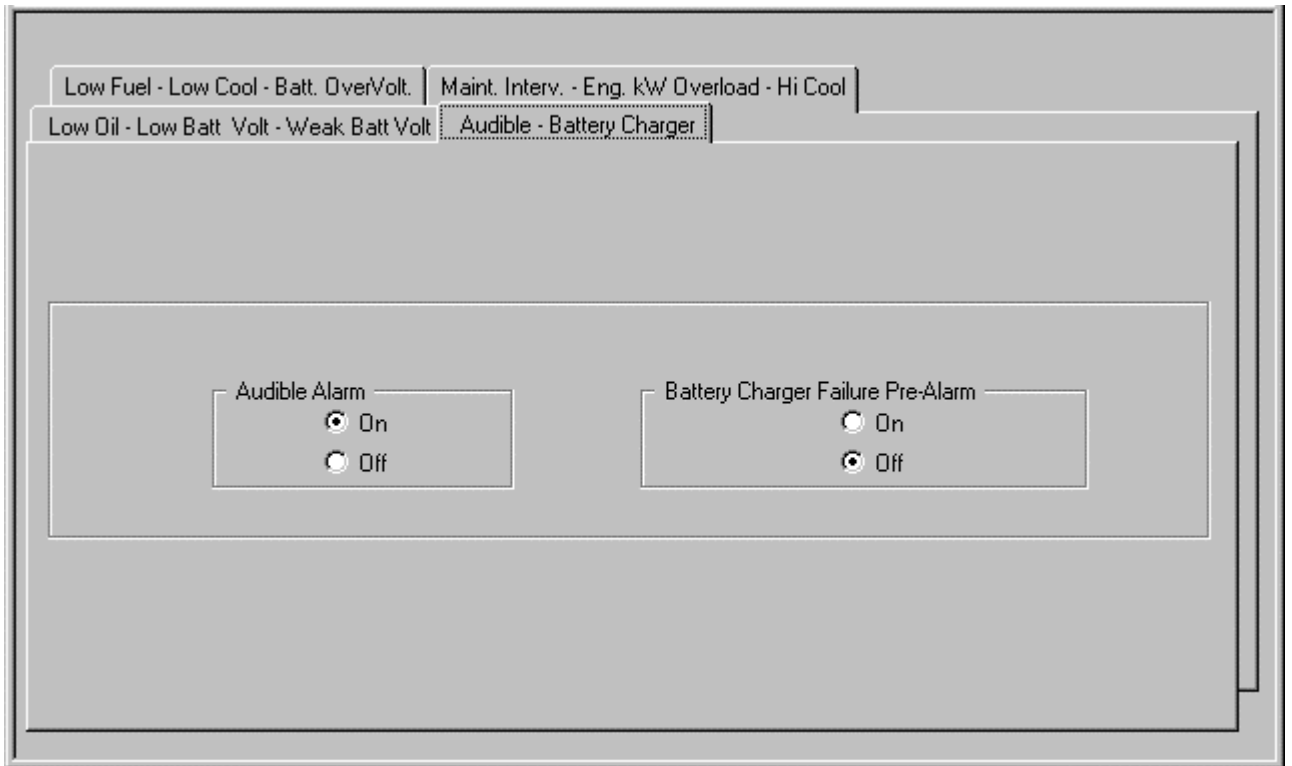 Low Fuel - Low Cool - Batt. OverVolt.
Maint. Interv. - Eng. kW Overload - Hi Cool
Low Oil - Low Batt  Volt - Weak Batt Volt
Audible - Battery Charger
Audible Alarm
On
Off
Battery Charger Failure Pre-Alarm
On
Off